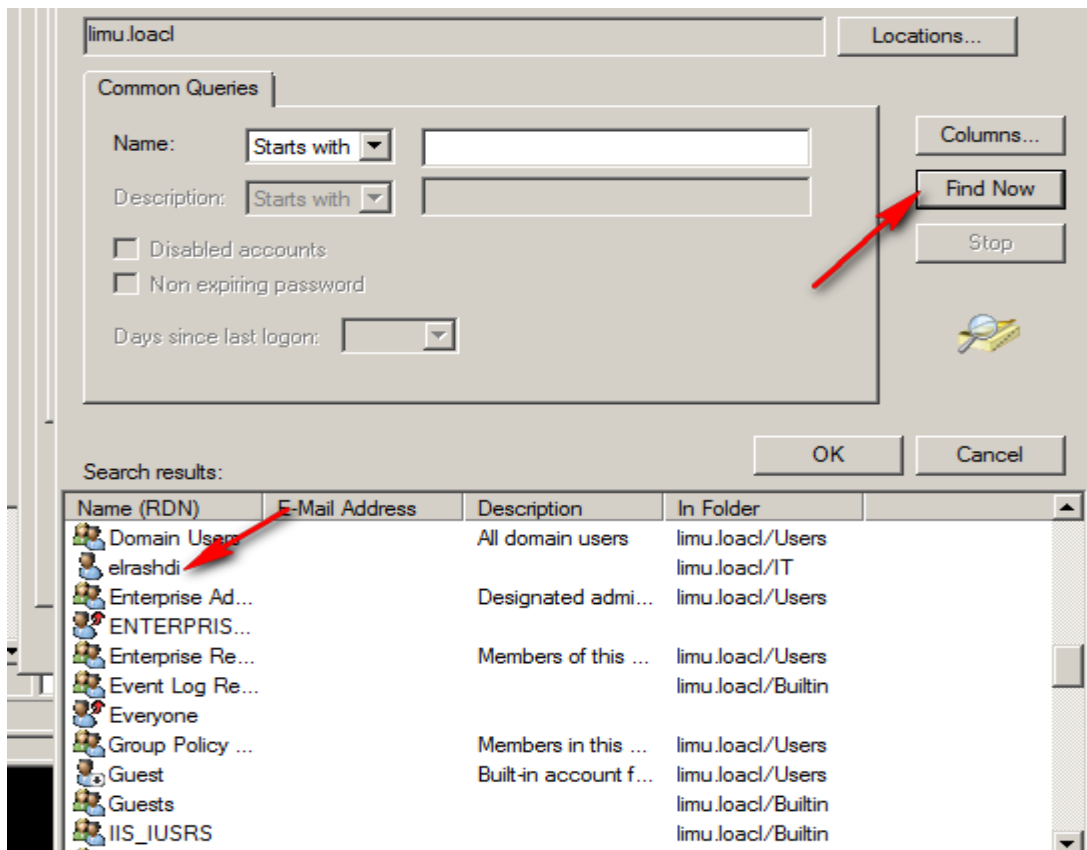 limu.loacl Locations...
Common Queries
Name: Starts with Columns...
Description: Starts with Find Now
Disabled accounts Stop
Non expiring password
Days since last logon:
OK Cancel
Search results:
Name (RDN) E-Mail Address Description In Folder
Domain Users All domain users limu.loacl/Users
elrashdi limu.loacl/IT
Enterprise Ad... Designated admi... limu.loacl/Users
ENTERPRIS...
Enterprise Re... Members of this ... limu.loacl/Users
Event Log Re... limu.loacl/Builtin
Everyone
Group Policy ... Members in this ... limu.loacl/Users
Guest Built-in account f... limu.loacl/Users
Guests limu.loacl/Builtin
IIS_IUSRS limu.loacl/Builtin